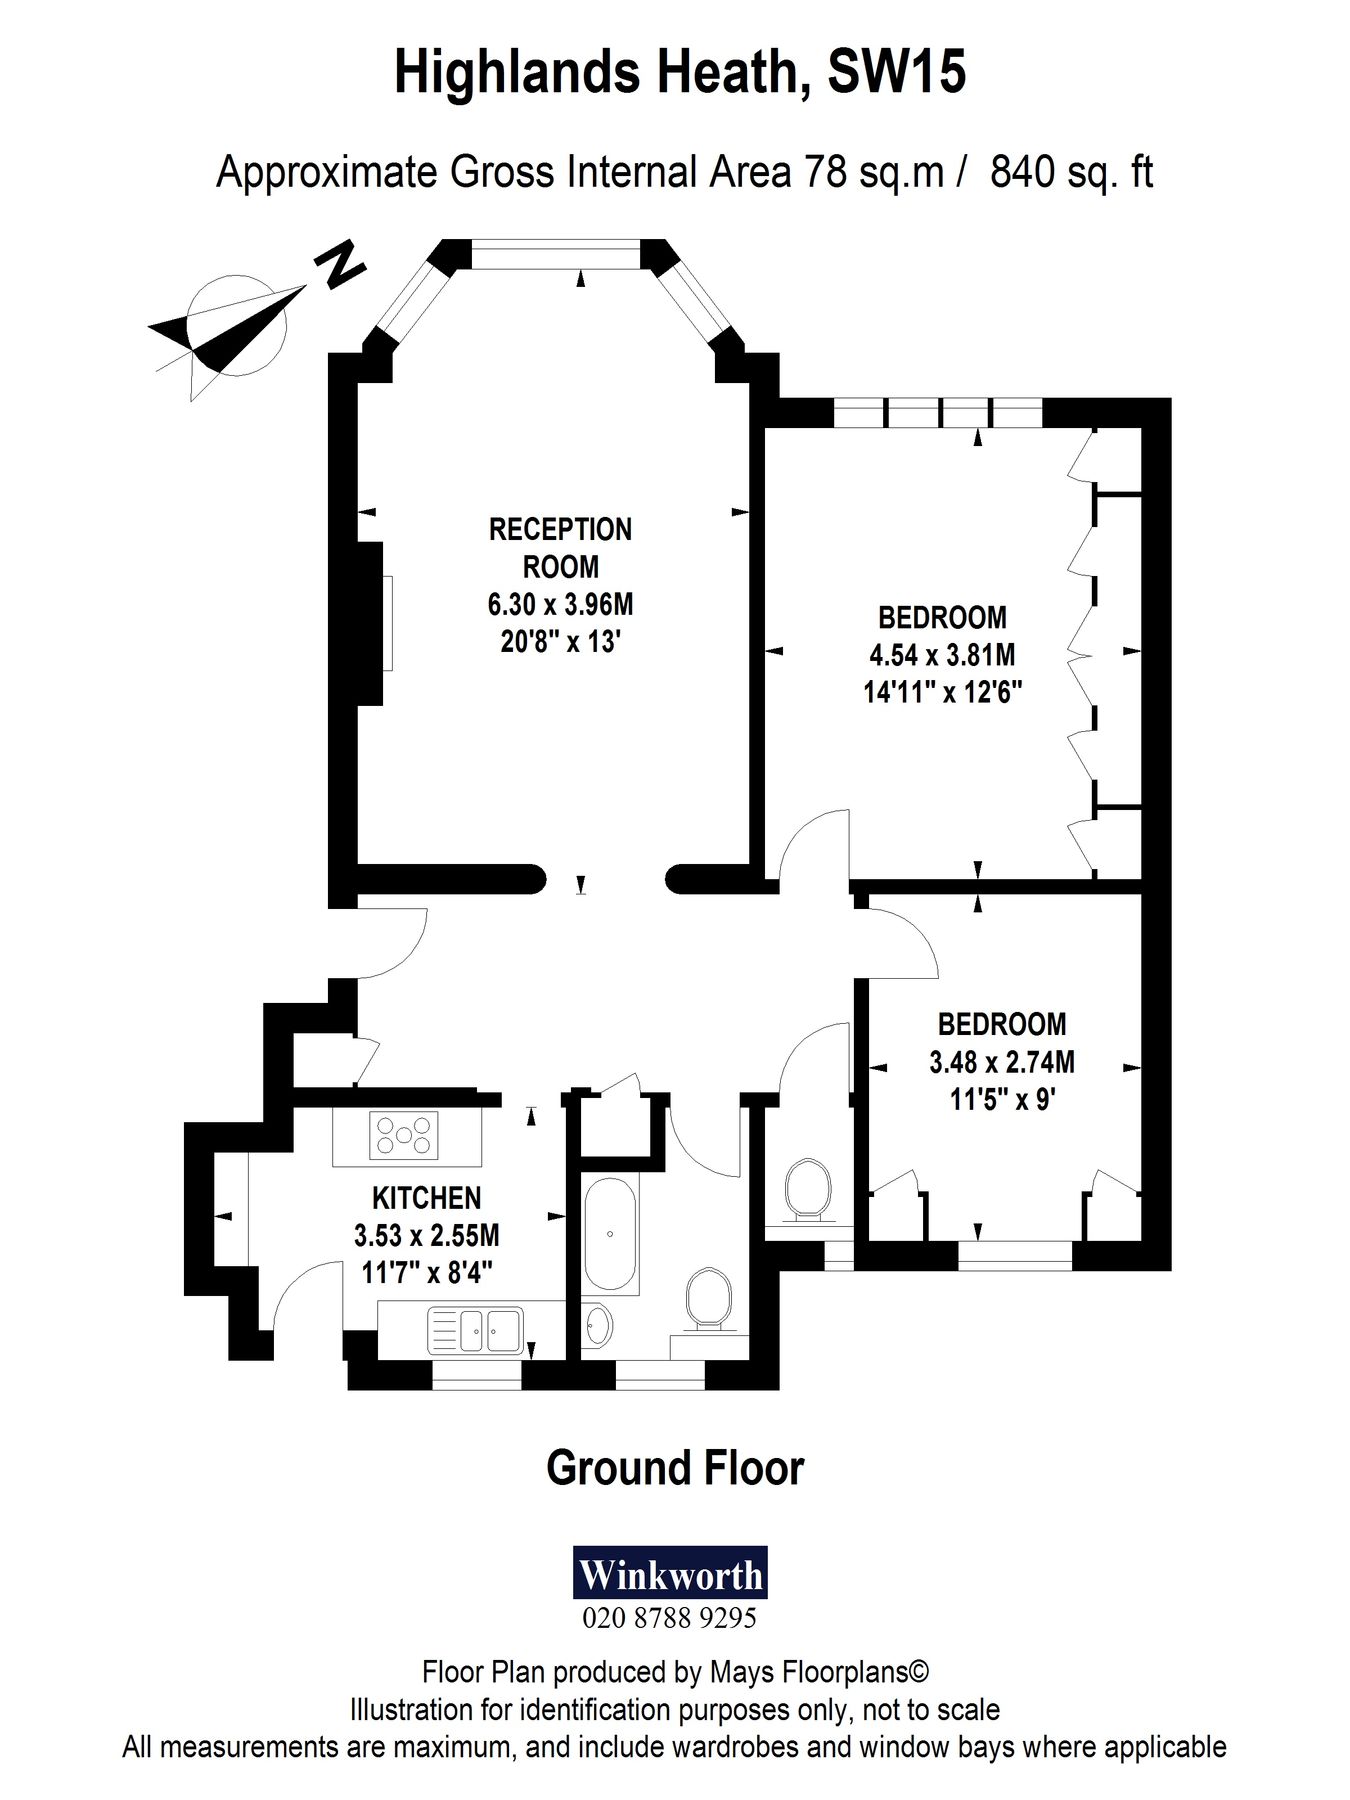 Highlands Heath, SW15
Approximate Gross Internal Area 78 sq.m / 840 sq. ft
N
RECEPTION
ROOM
6.30 x 3.96M
20'8" x 13'
BEDROOM
4.54 x 3.81M
14'11" x 12'6"
BEDROOM
3.48 x 2.74M
11'5" x 9'
KITCHEN
3.53 x 2.55M
11'7" x 8'4"
Ground Floor
Winkworth
020 8788 9295
Floor Plan produced by Mays Floorplans©
Illustration for identification purposes only, not to scale
All measurements are maximum, and include wardrobes and window bays where applicable